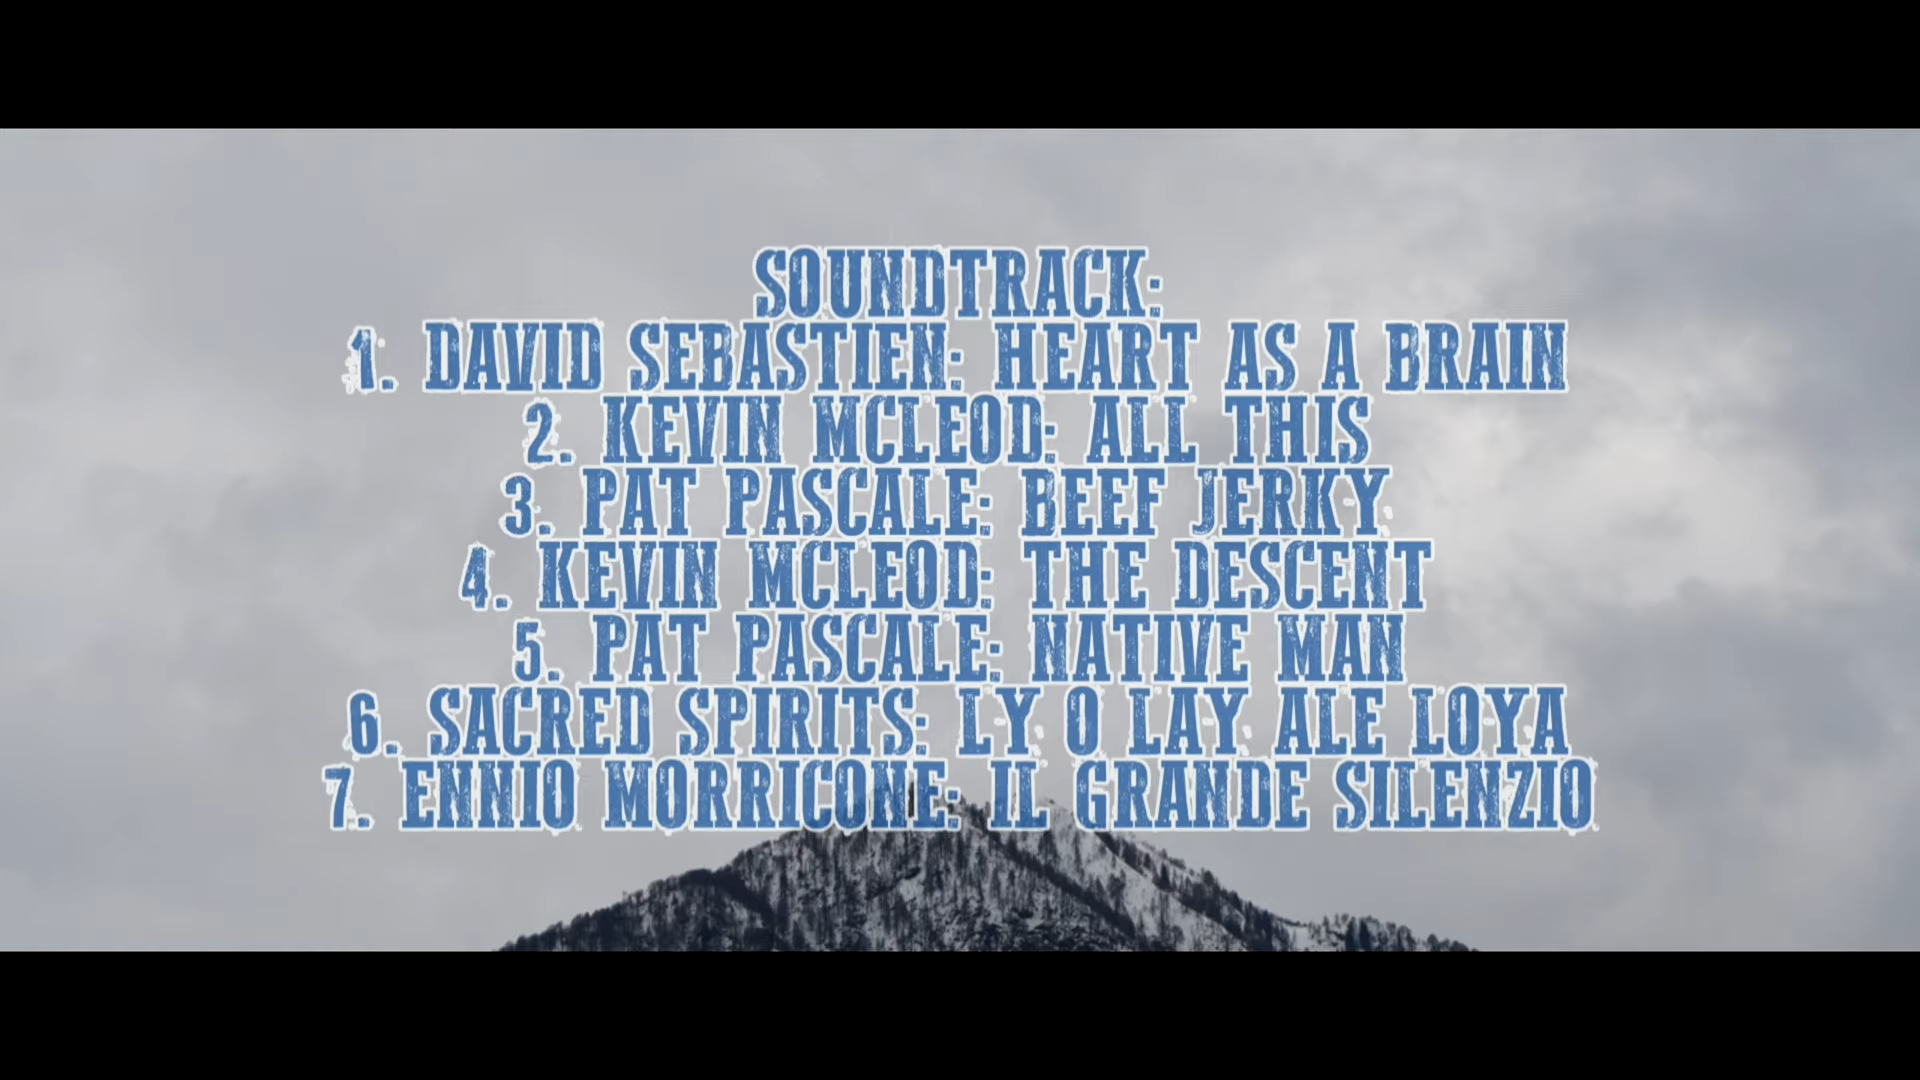 SOUNDTRACK:
1. DAVID SEBASTIEN: HEART AS A BRAIN
2. KEVIN MCLEOD: ALL THIS
3. PAT PASCALE: BEEF JERKY
4. KEVIN MCLEOD: THE DESCENT
5. PAT PASCALE: NATIVE MAN
6. SACRED SPIRITS: LY O LAY ALE LOYA
7. ENNIO MORRICONE: IL GRANDE SILENZIO